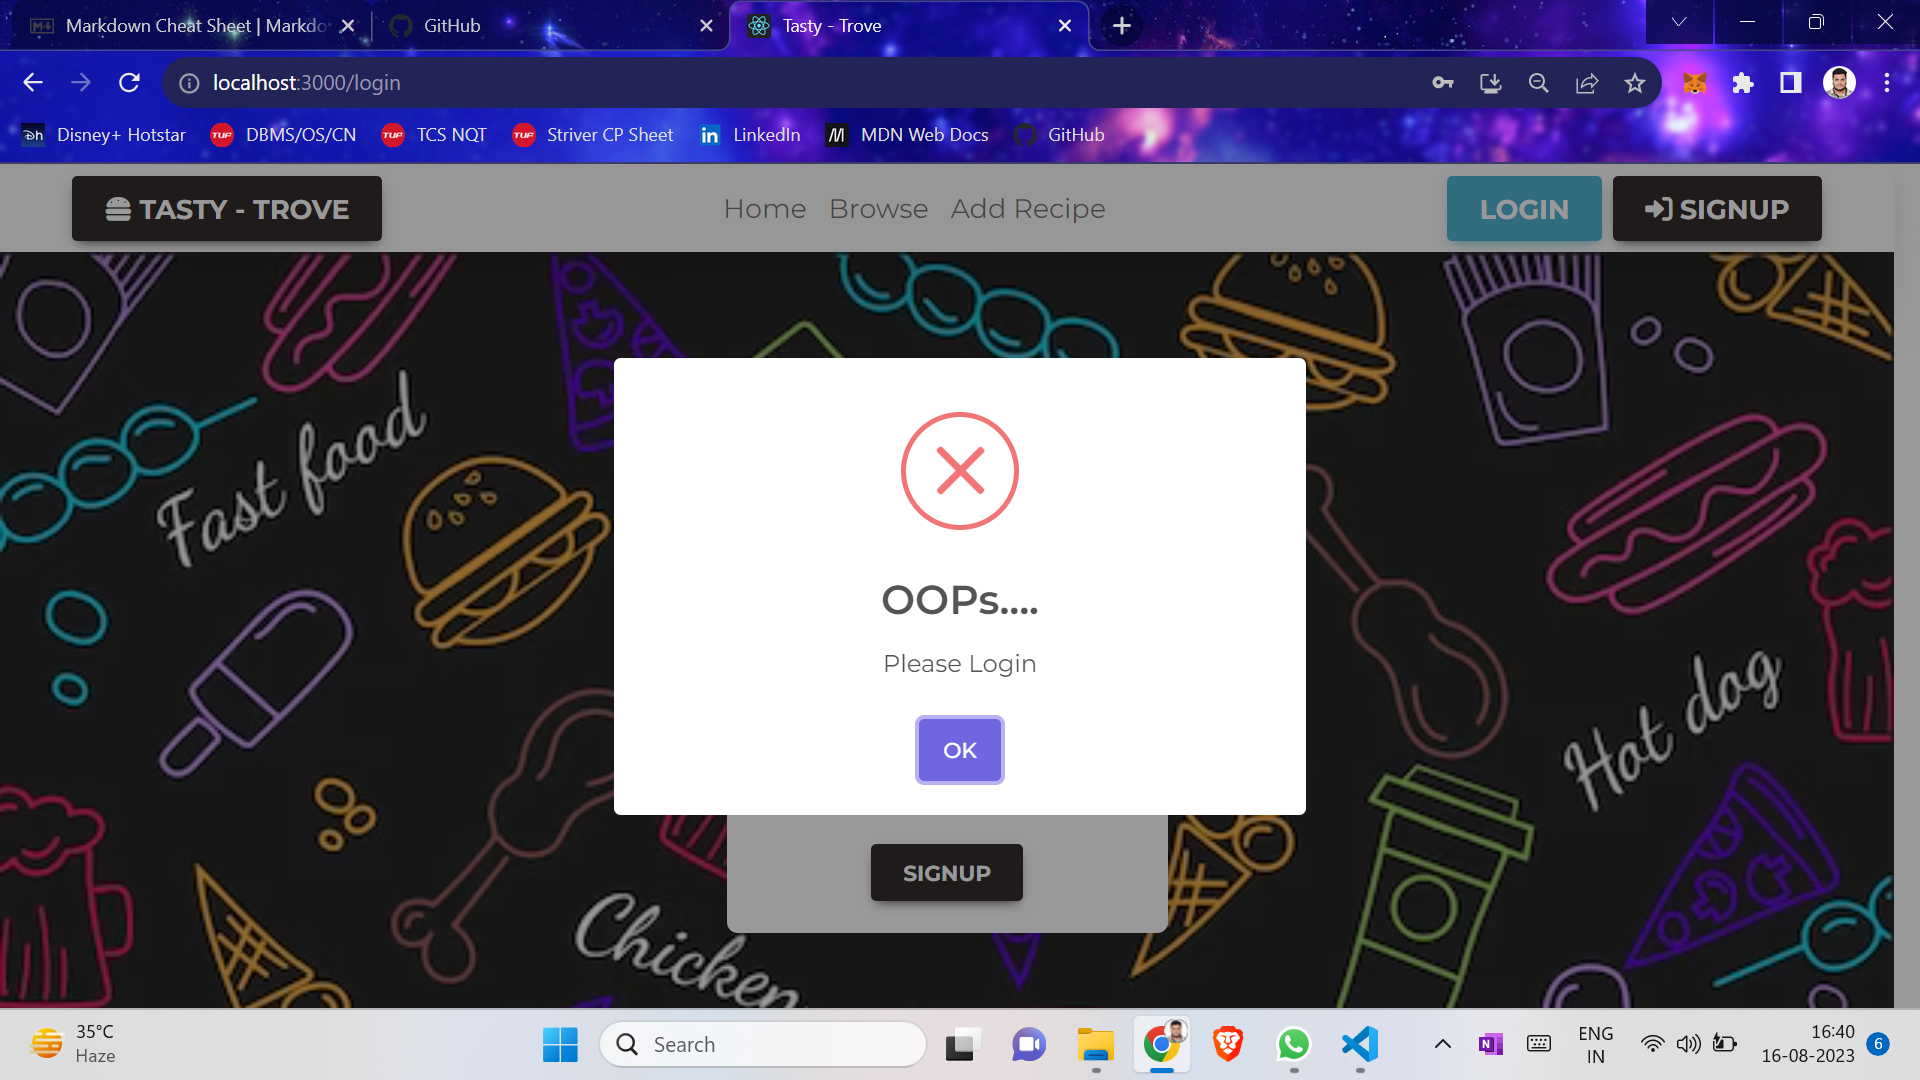 Markdown Cheat Sheet | Markdo
GitHub
Tasty - Trove
localhost:3000/login
Disney+ Hotstar
DBMS/OS/CN
TCS NQT
Striver CP Sheet
LinkedIn
MDN Web Docs
GitHub
TASTY - TROVE
Home
Browse
Add Recipe
LOGIN
SIGNUP
Fast food
OOPs....
Please Login
OK
Hot dog
SIGNUP
Chicken
35°C
Haze
Search
ENG
IN
16:40
16-08-2023
6